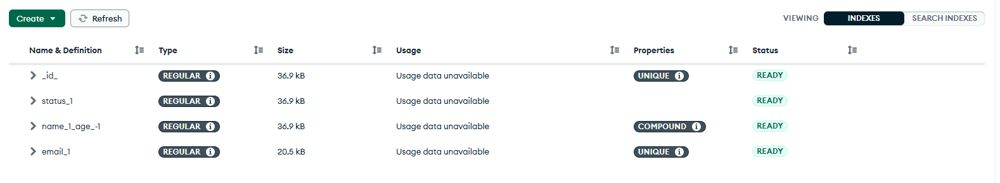 Create Refresh VIEWING INDEXES SEARCH INDEXES
Name & Definition Type Size Usage Properties Status
_id_ REGULAR i 36.9 kB Usage data unavailable UNIQUE i READY
status_1 REGULAR i 36.9 kB Usage data unavailable READY
name_1_age_-1 REGULAR i 36.9 kB Usage data unavailable COMPOUND i READY
email_1 REGULAR i 20.5 kB Usage data unavailable UNIQUE i READY